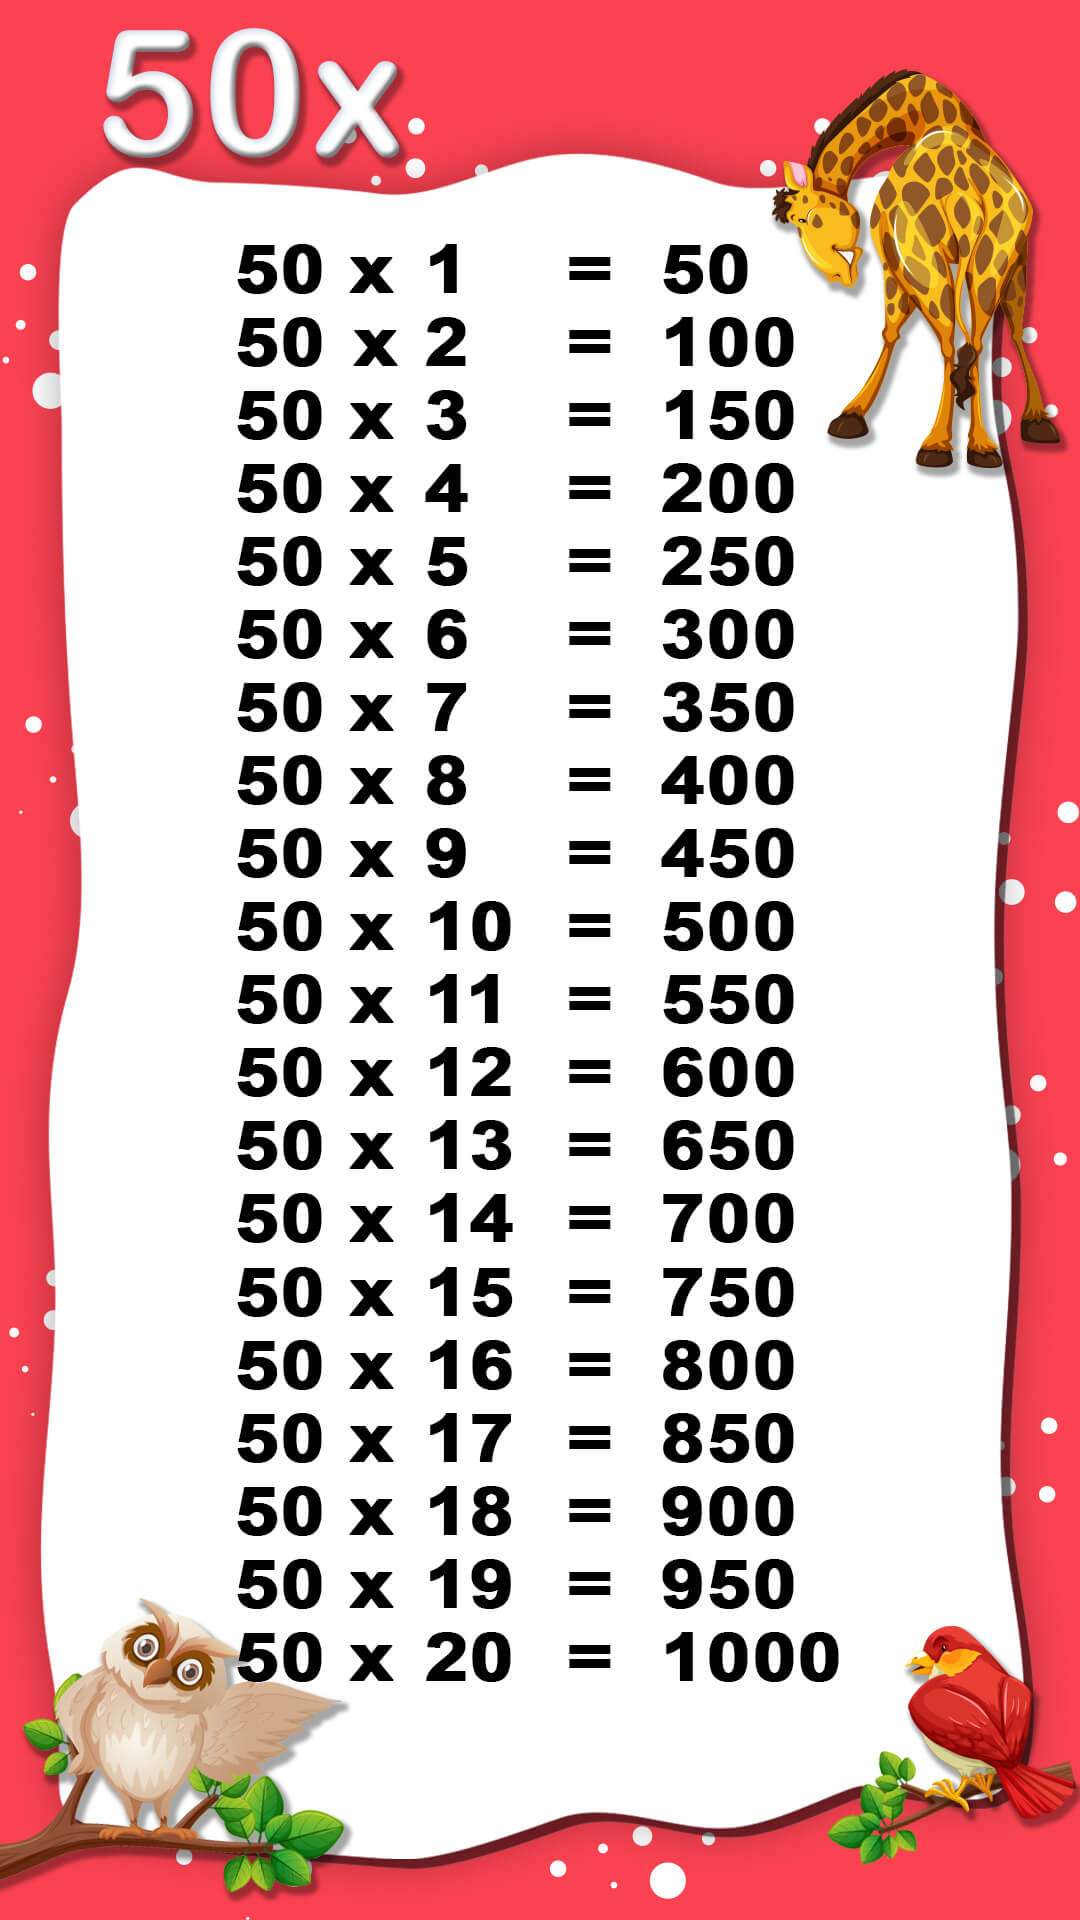 50x
50 x 1 = 50
50 x 2 = 100
50 x 3 = 150
50 x 4 = 200
50 x 5 = 250
50 x 6 = 300
50 x 7 = 350
50 x 8 = 400
50 x 9 = 450
50 x 10 = 500
50 x 11 = 550
50 x 12 = 600
50 x 13 = 650
50 x 14 = 700
50 x 15 = 750
50 x 16 = 800
50 x 17 = 850
50 x 18 = 900
50 x 19 = 950
50 x 20 = 1000